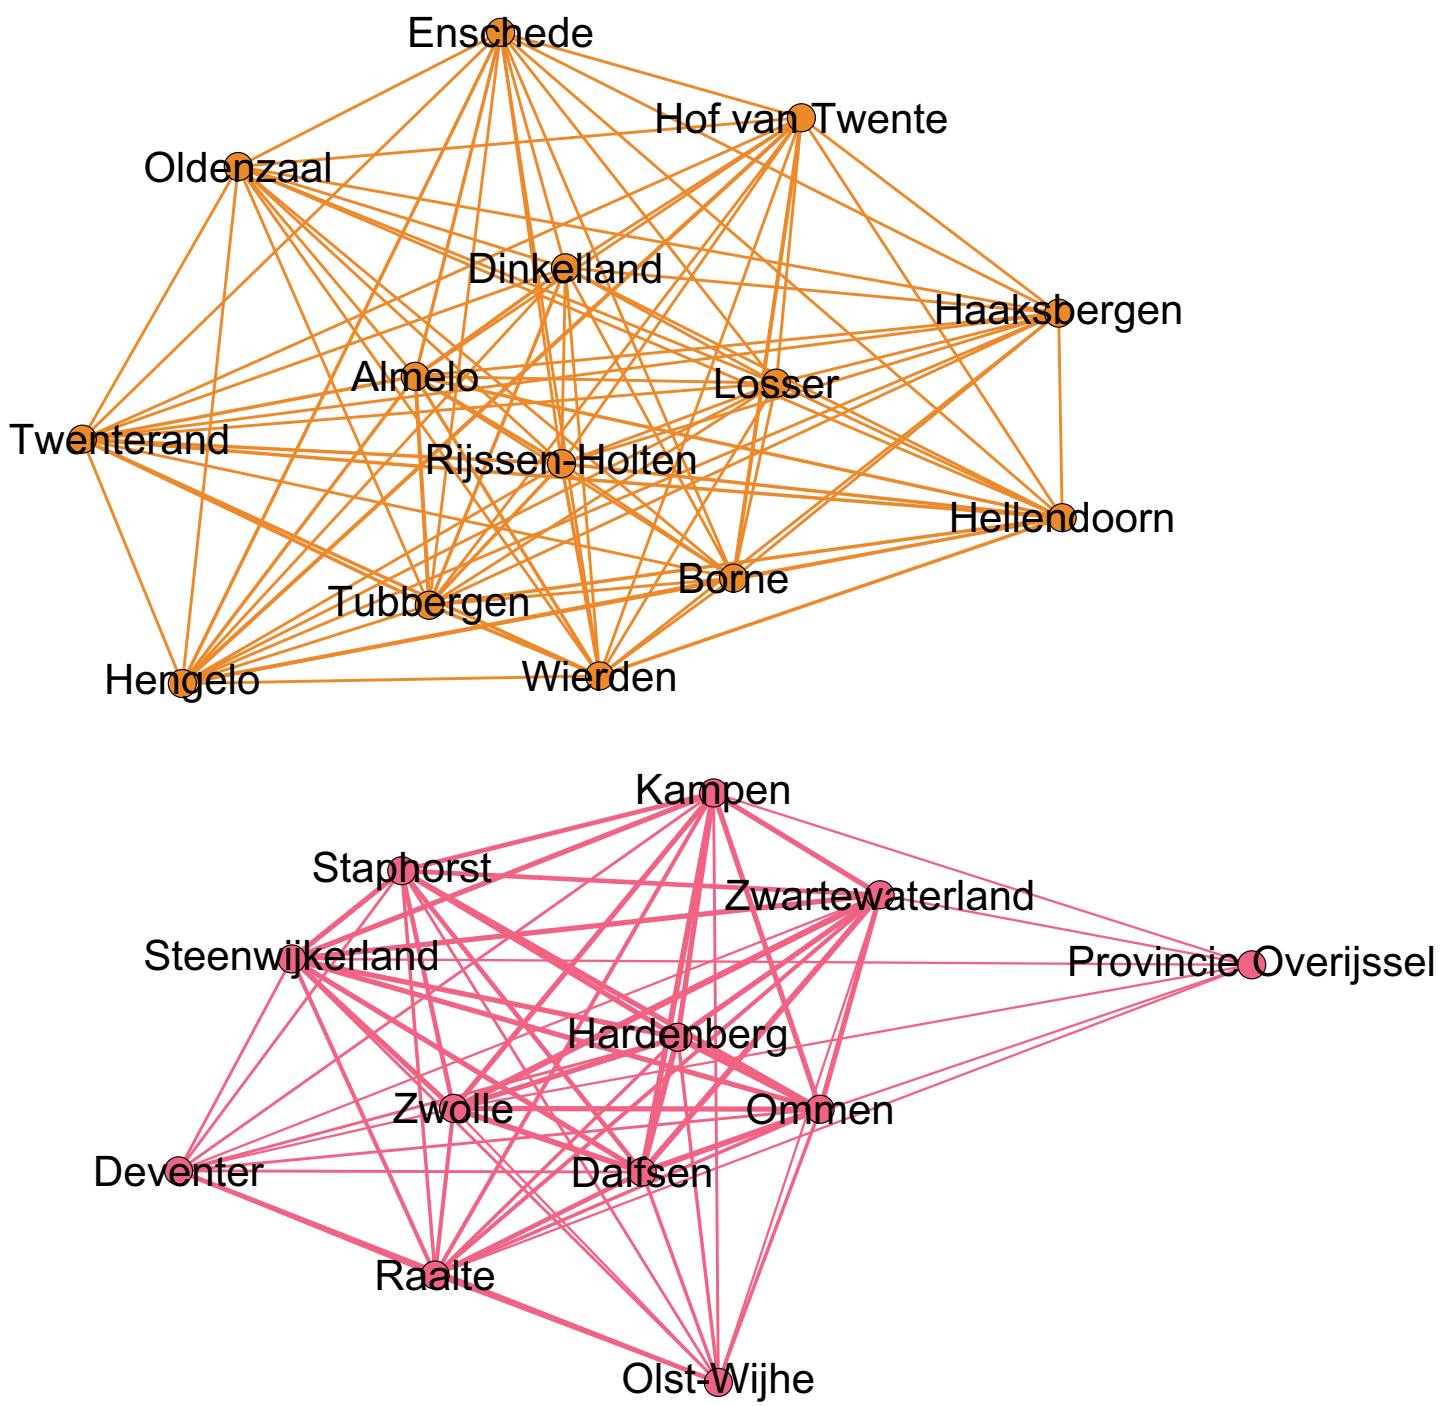 Enschede
Hof van Twente
Oldenzaal
Dinkelland
Haaksbergen
Almelo
Losser
Twenterand
Rijssen-Holten
Hellendoorn
Borne
Tubbergen
Hengelo
Wierden
Kampen
Staphorst
Zwartewaterland
Steenwijkerland
Provincie Overijssel
Hardenberg
Zwolle
Ommen
Deventer
Dalfsen
Raalte
Olst-Wijhe